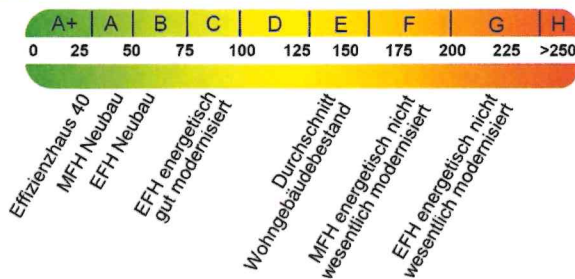 A+ A B C D E F G H
0 25 50 75 100 125 150 175 200 225 >250
Effizienzhaus 40
MFH Neubau
EFH Neubau
EFH energetisch
gut modernisiert
Durchschnitt
Wohngebäudebestand
MFH energetisch nicht
wesentlich modernisiert
EFH energetisch nicht
wesentlich modernisiert